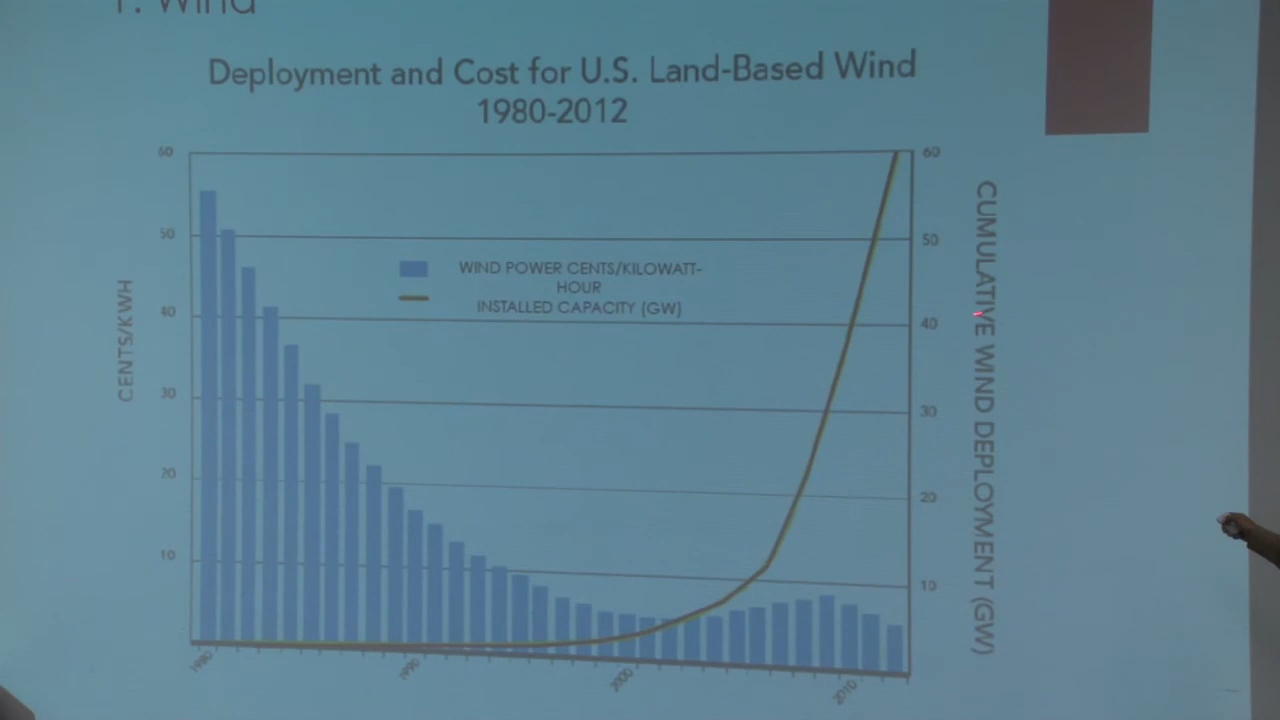 1. Wind
Deployment and Cost for U.S. Land-Based Wind
1980-2012
60
50
40
30
20
10
CENTS/KWH
WIND POWER CENTS/KILOWATT-
HOUR
INSTALLED CAPACITY (GW)
60
50
40
30
20
10
CUMULATIVE WIND DEPLOYMENT (GW)
1980
1990
2000
2010